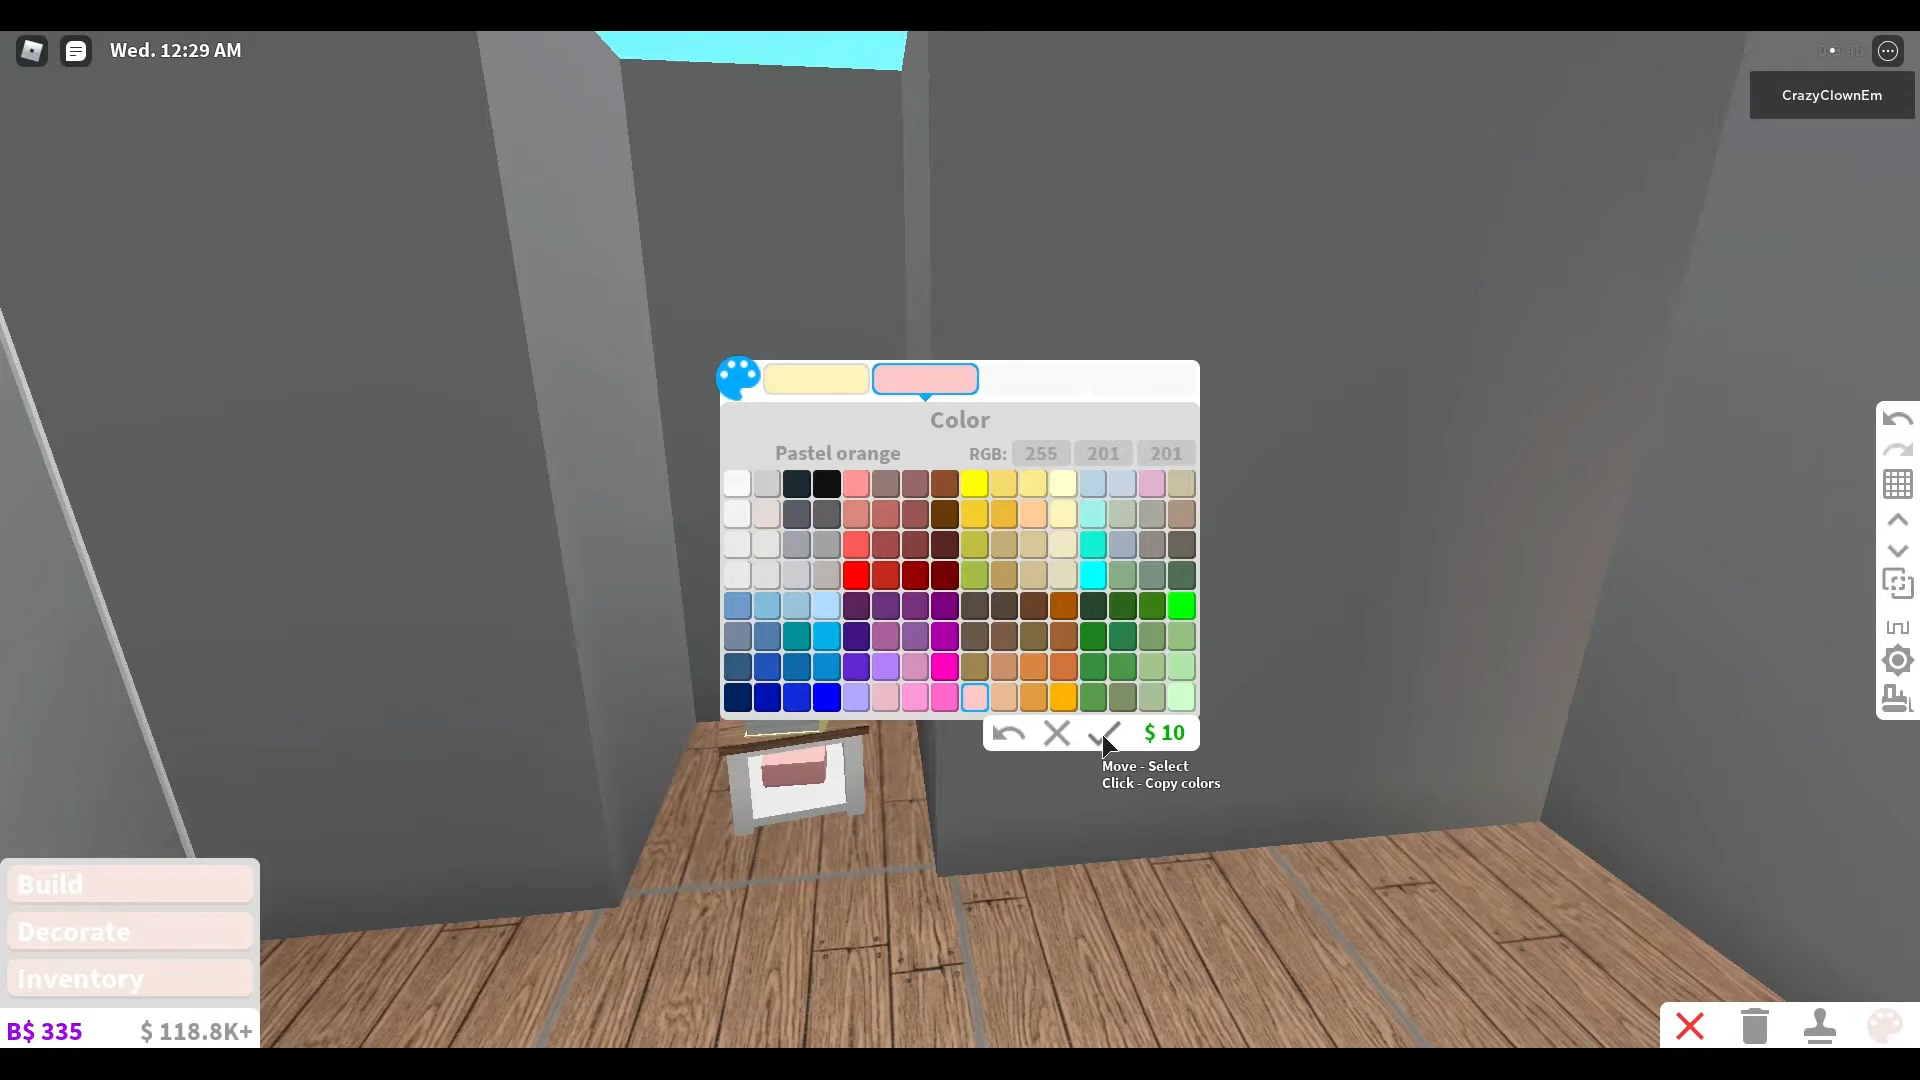 Wed. 12:29 AM
CrazyClownEm
Color
Pastel orange RGB: 255 201 201
$ 10
Move - Select
Click - Copy colors
Build
Decorate
Inventory
B$ 335 $ 118.8K+